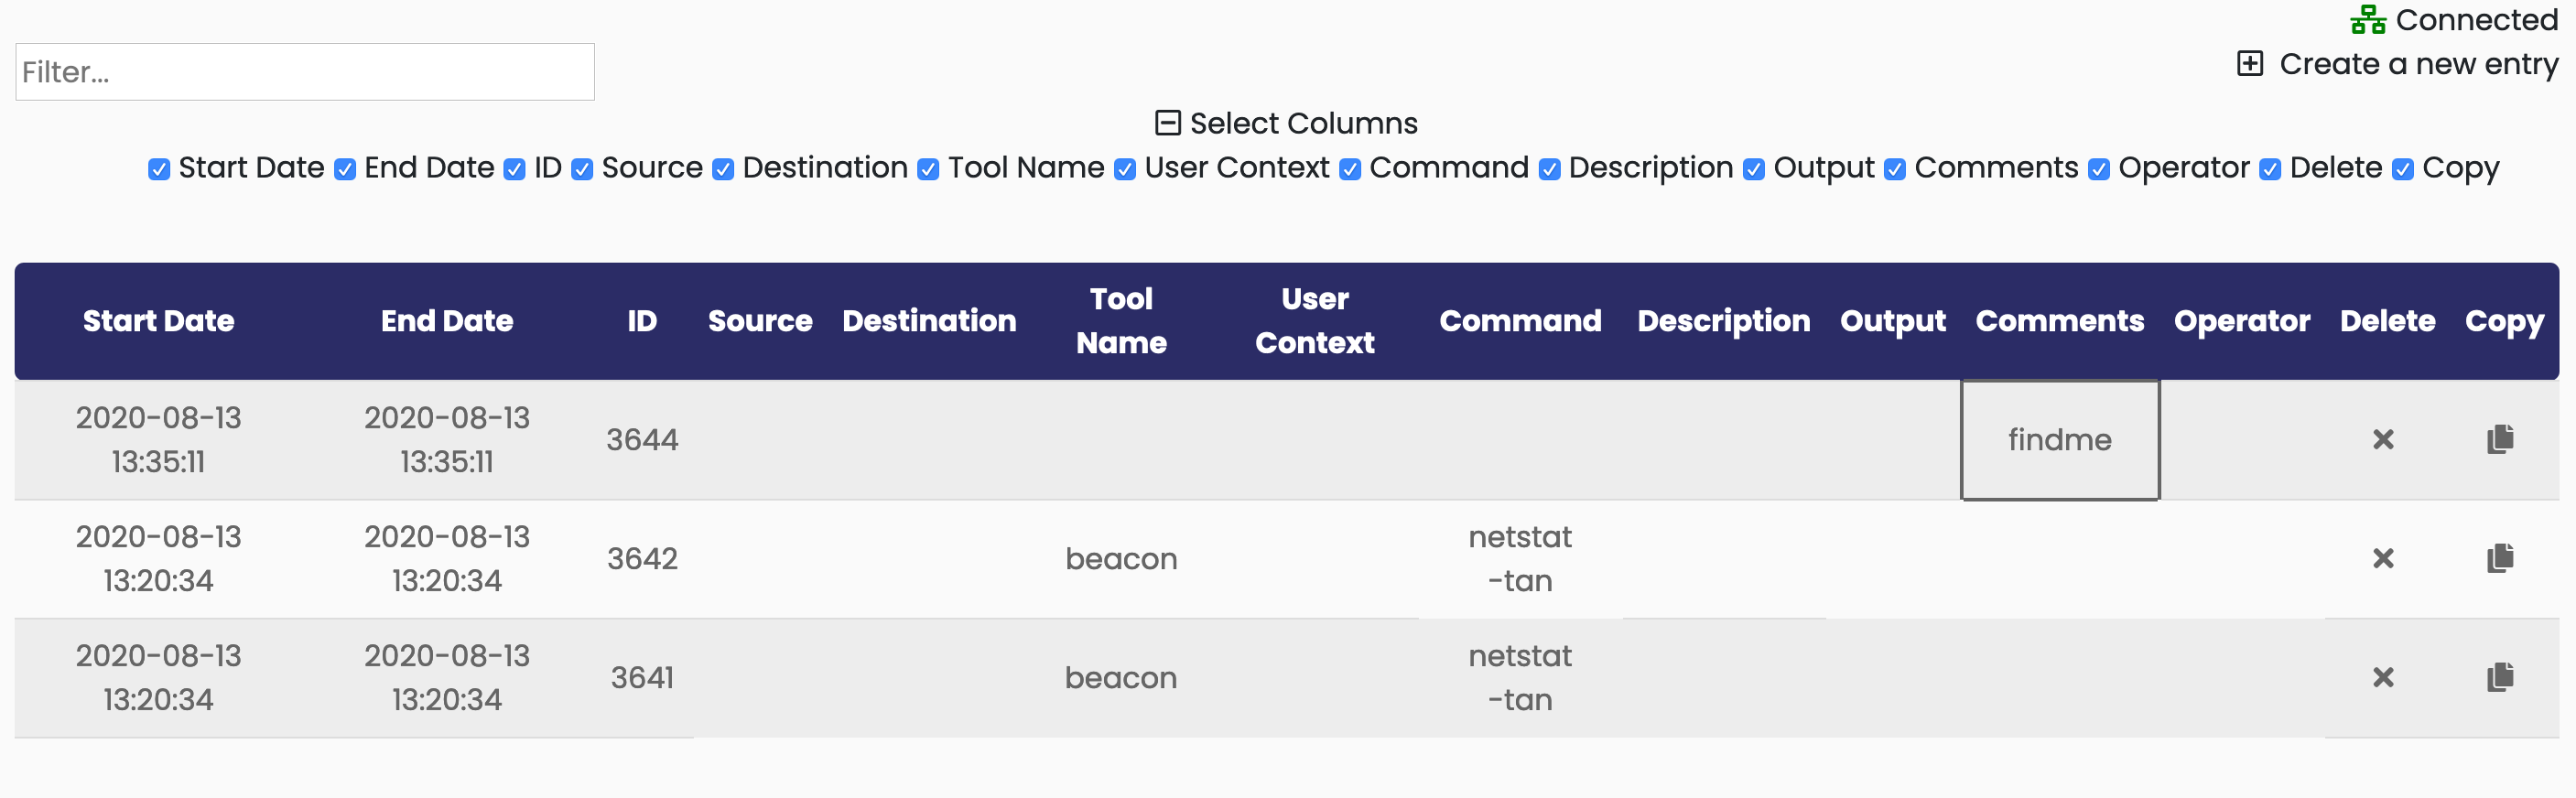 Connected
Filter...
Create a new entry
Select Columns
Start Date End Date ID Source Destination Tool Name User Context Command Description Output Comments Operator Delete Copy
Start Date End Date ID Source Destination Tool Name User Context Command Description Output Comments Operator Delete Copy
2020-08-13 13:35:11 2020-08-13 13:35:11 3644 findme
2020-08-13 13:20:34 2020-08-13 13:20:34 3642 beacon netstat -tan
2020-08-13 13:20:34 2020-08-13 13:20:34 3641 beacon netstat -tan